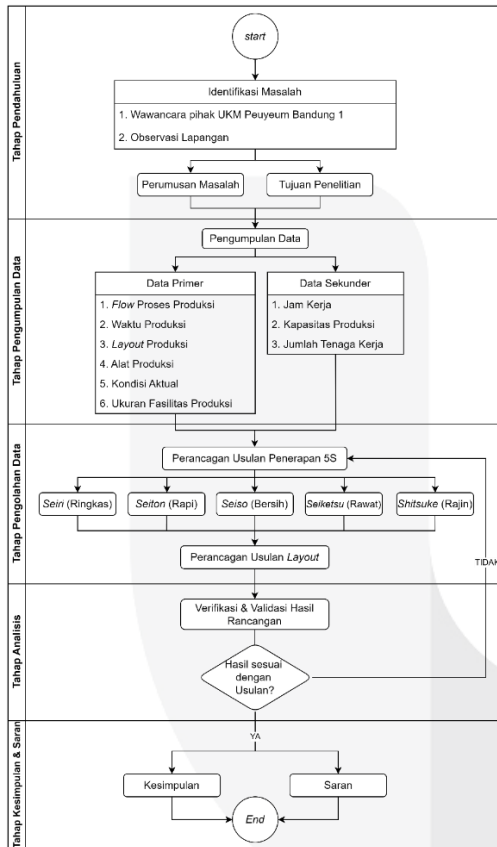 Tahap Pendahuluan
start
Identifikasi Masalah
1. Wawancara pihak UKM Peuyeum Bandung 1
2. Observasi Lapangan
Perumusan Masalah
Tujuan Penelitian
Tahap Pengumpulan Data
Pengumpulan Data
Data Primer
1. Flow Proses Produksi
2. Waktu Produksi
3. Layout Produksi
4. Alat Produksi
5. Kondisi Aktual
6. Ukuran Fasilitas Produksi
Data Sekunder
1. Jam Kerja
2. Kapasitas Produksi
3. Jumlah Tenaga Kerja
Tahap Pengolahan Data
Perancagan Usulan Penerapan 5S
Seiri (Ringkas)
Seiton (Rapi)
Seiso (Bersih)
Seiketsu (Rawat)
Shitsuke (Rajin)
Perancagan Usulan Layout
TIDAK
Tahap Analisis
Verifikasi & Validasi Hasil
Rancangan
Hasil sesuai
dengan
Usulan?
YA
Tahap Kesimpulan & Saran
Kesimpulan
Saran
End